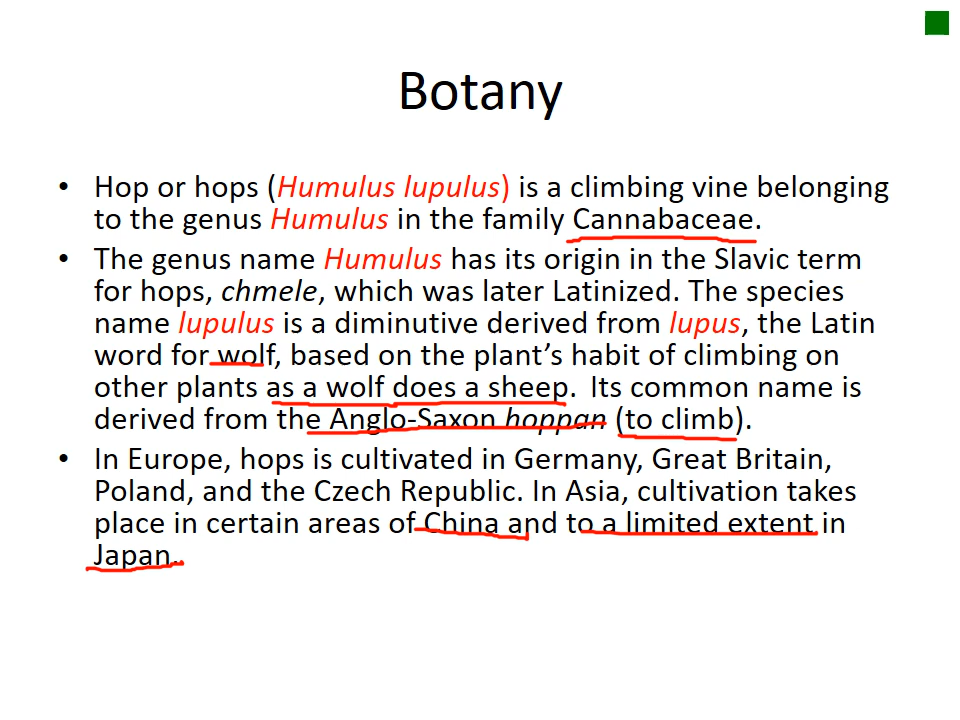 Botany
• Hop or hops (Humulus lupulus) is a climbing vine belonging
to the genus Humulus in the family Cannabaceae.
• The genus name Humulus has its origin in the Slavic term
for hops, chmele, which was later Latinized. The species
name lupulus is a diminutive derived from lupus, the Latin
word for wolf, based on the plant’s habit of climbing on
other plants as a wolf does a sheep. Its common name is
derived from the Anglo-Saxon hoppan (to climb).
• In Europe, hops is cultivated in Germany, Great Britain,
Poland, and the Czech Republic. In Asia, cultivation takes
place in certain areas of China and to a limited extent in
Japan..